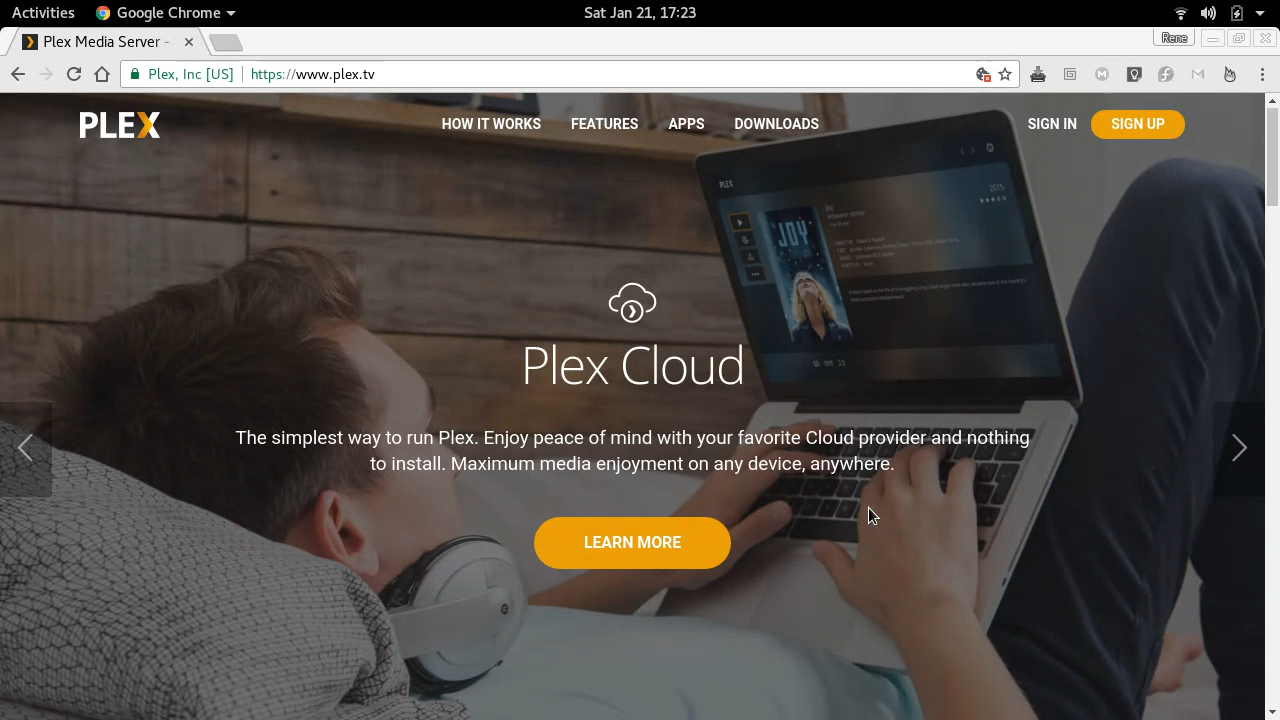 Activities Google Chrome Sat Jan 21, 17:23
Plex Media Server - Rene
Plex, Inc [US] https://www.plex.tv
PLEX HOW IT WORKS FEATURES APPS DOWNLOADS SIGN IN SIGN UP
PLEX
2015
JOY
Plex Cloud
The simplest way to run Plex. Enjoy peace of mind with your favorite Cloud provider and nothing
to install. Maximum media enjoyment on any device, anywhere.
LEARN MORE